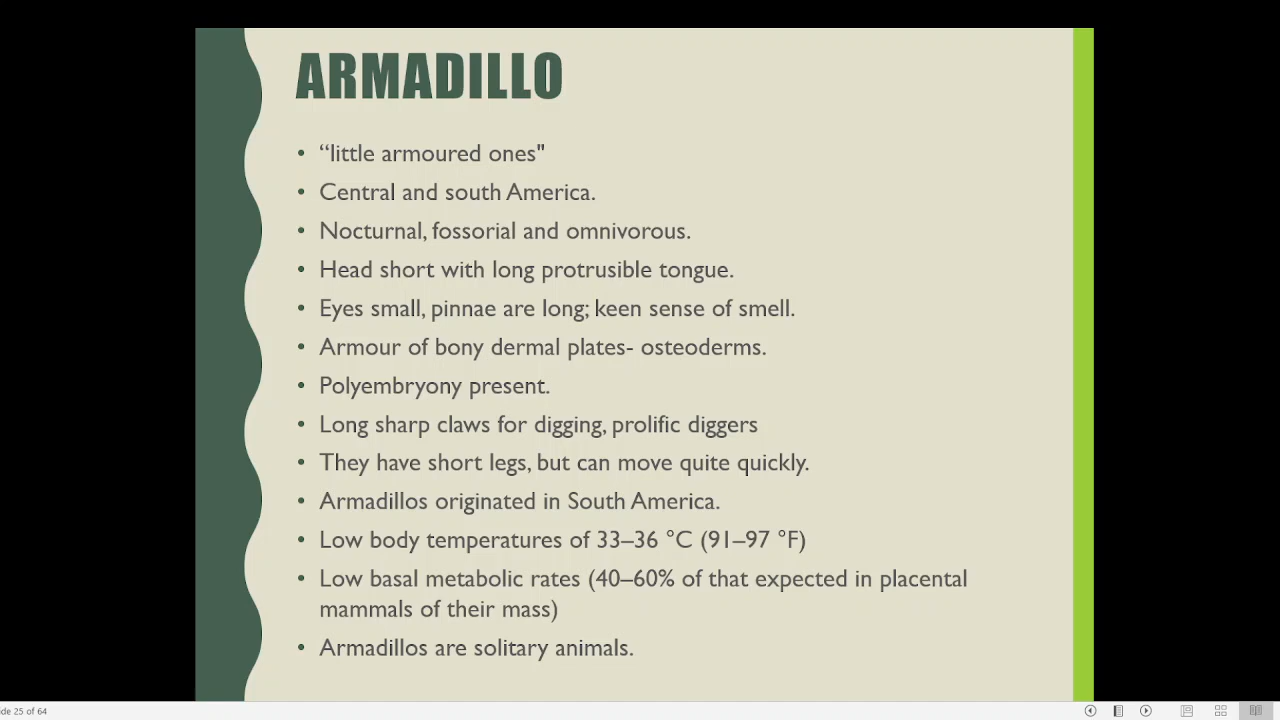 ARMADILLO
• “little armoured ones"
• Central and south America.
• Nocturnal, fossorial and omnivorous.
• Head short with long protrusible tongue.
• Eyes small, pinnae are long; keen sense of smell.
• Armour of bony dermal plates- osteoderms.
• Polyembryony present.
• Long sharp claws for digging, prolific diggers
• They have short legs, but can move quite quickly.
• Armadillos originated in South America.
• Low body temperatures of 33–36 °C (91–97 °F)
• Low basal metabolic rates (40–60% of that expected in placental
mammals of their mass)
• Armadillos are solitary animals.
de 25 of 64